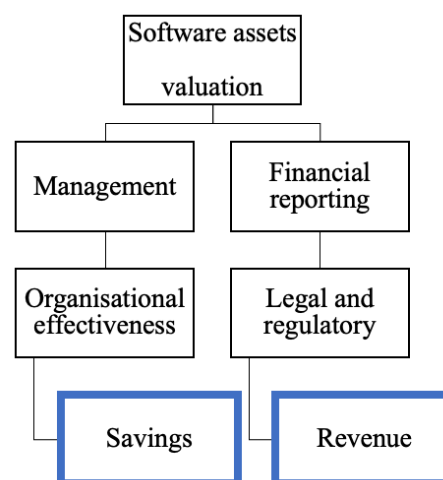 Software assets
valuation
Management
Financial
reporting
Organisational
effectiveness
Legal and
regulatory
Savings
Revenue